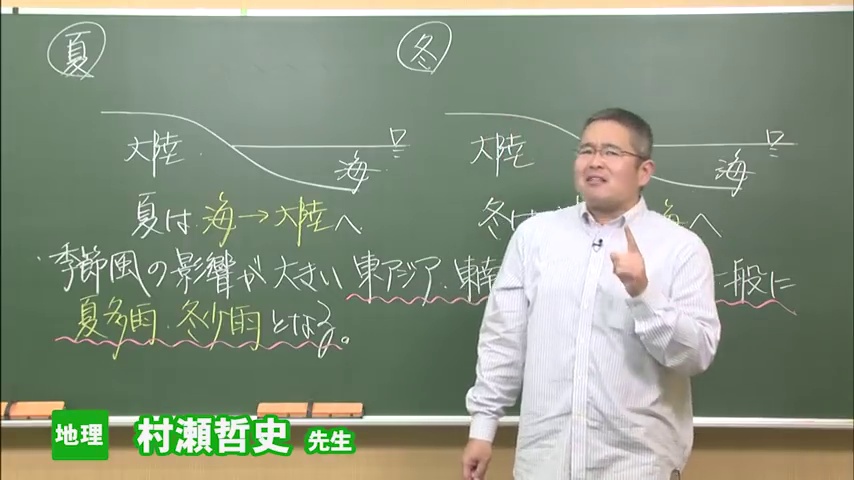 夏
冬
大陸
海
大陸
海
夏は 海→大陸へ
冬は 海へ
・季節風の影響が大きい 東アジア・東南 一般に
夏多雨・冬少雨となる。
地理 村瀬哲史 先生